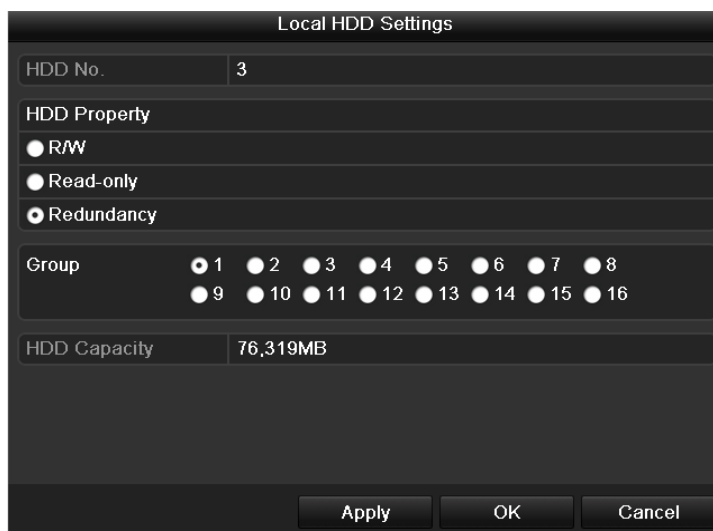 Local HDD Settings
HDD No. 3
HDD Property
R/W
Read-only
Redundancy
Group 1 2 3 4 5 6 7 8
9 10 11 12 13 14 15 16
HDD Capacity 76,319MB
Apply OK Cancel